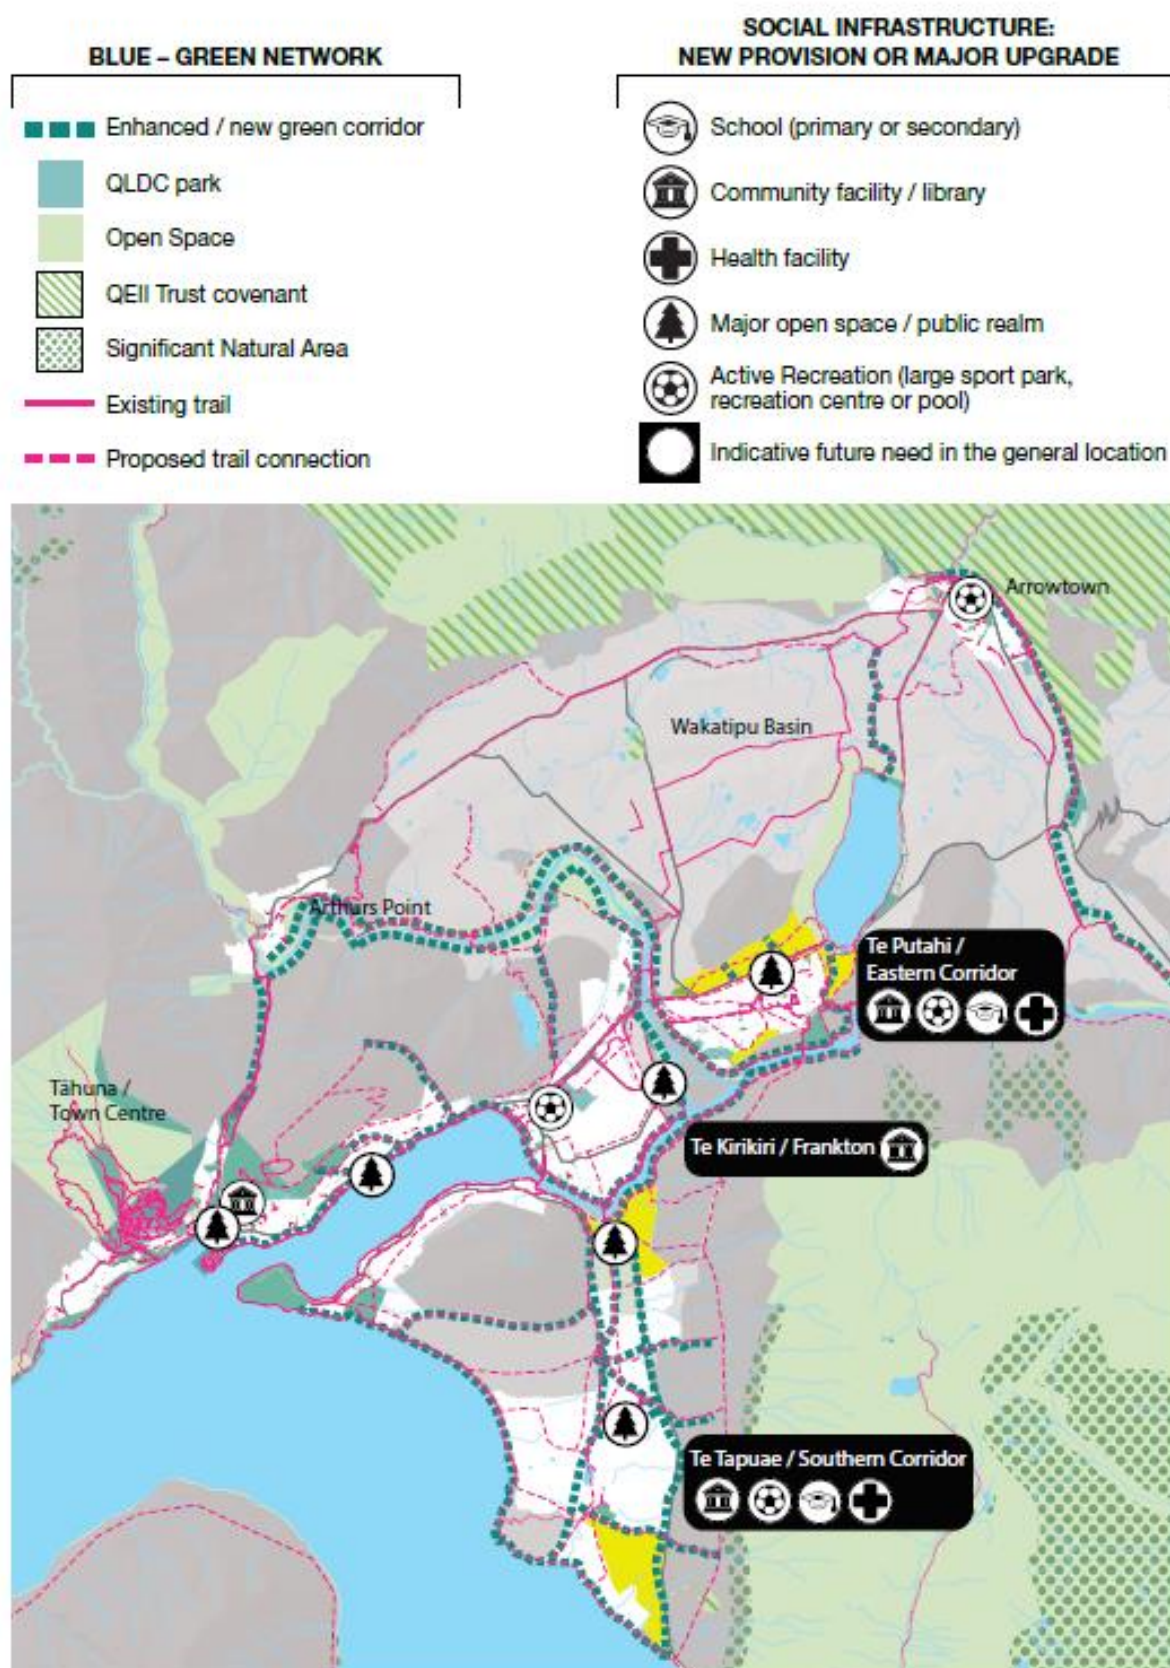 BLUE – GREEN NETWORK
Enhanced / new green corridor
QLDC park
Open Space
QEII Trust covenant
Significant Natural Area
Existing trail
Proposed trail connection
SOCIAL INFRASTRUCTURE:
NEW PROVISION OR MAJOR UPGRADE
School (primary or secondary)
Community facility / library
Health facility
Major open space / public realm
Active Recreation (large sport park,
recreation centre or pool)
Indicative future need in the general location
Arrowtown
Wakatipu Basin
Arthurs Point
Te Putahi /
Eastern Corridor
Tāhuna /
Town Centre
Te Kirikiri / Frankton
Te Tapuae / Southern Corridor